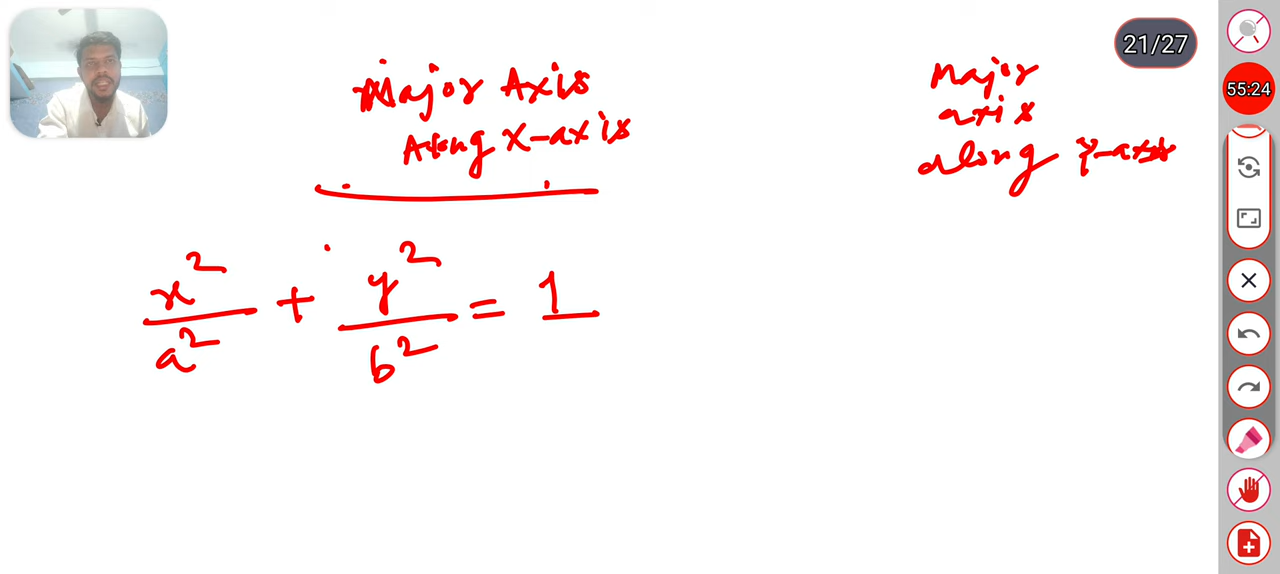 Major Axis
Along X-axis
x²/a² + y²/b² = 1
Major
axis
along Y-axis
21/27
55:24